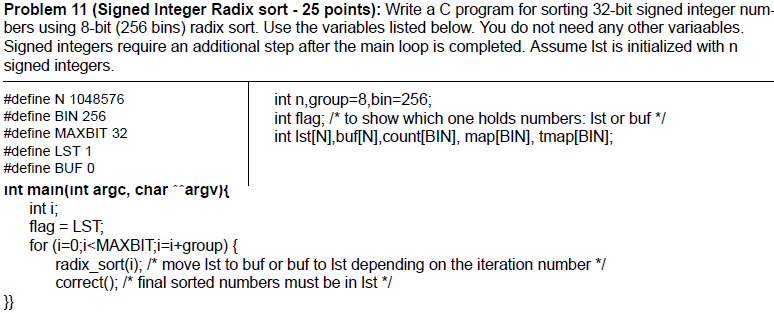 Problem 11 (Signed Integer Radix sort - 25 points): Write a C program for sorting 32-bit signed integer num-
bers using 8-bit (256 bins) radix sort. Use the variables listed below. You do not need any other variaables.
Signed integers require an additional step after the main loop is completed. Assume lst is initialized with n
signed integers.
#define N 1048576
#define BIN 256
#define MAXBIT 32
#define LST 1
#define BUF 0
int n,group=8,bin=256;
int flag; /* to show which one holds numbers: lst or buf */
int lst[N],buf[N],count[BIN], map[BIN], tmap[BIN];
int main(int argc, char **argv){
int i;
flag = LST;
for (i=0;i<MAXBIT;i=i+group) {
radix_sort(i); /* move lst to buf or buf to lst depending on the iteration number */
correct(); /* final sorted numbers must be in lst */
}}